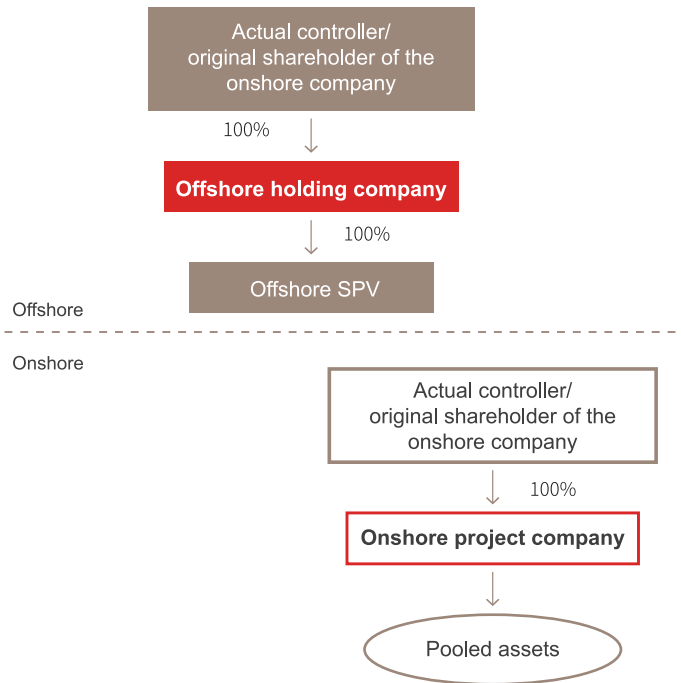 Actual controller/
original shareholder of the
onshore company
100%
Offshore holding company
100%
Offshore SPV
Offshore
Onshore
Actual controller/
original shareholder of the
onshore company
100%
Onshore project company
Pooled assets